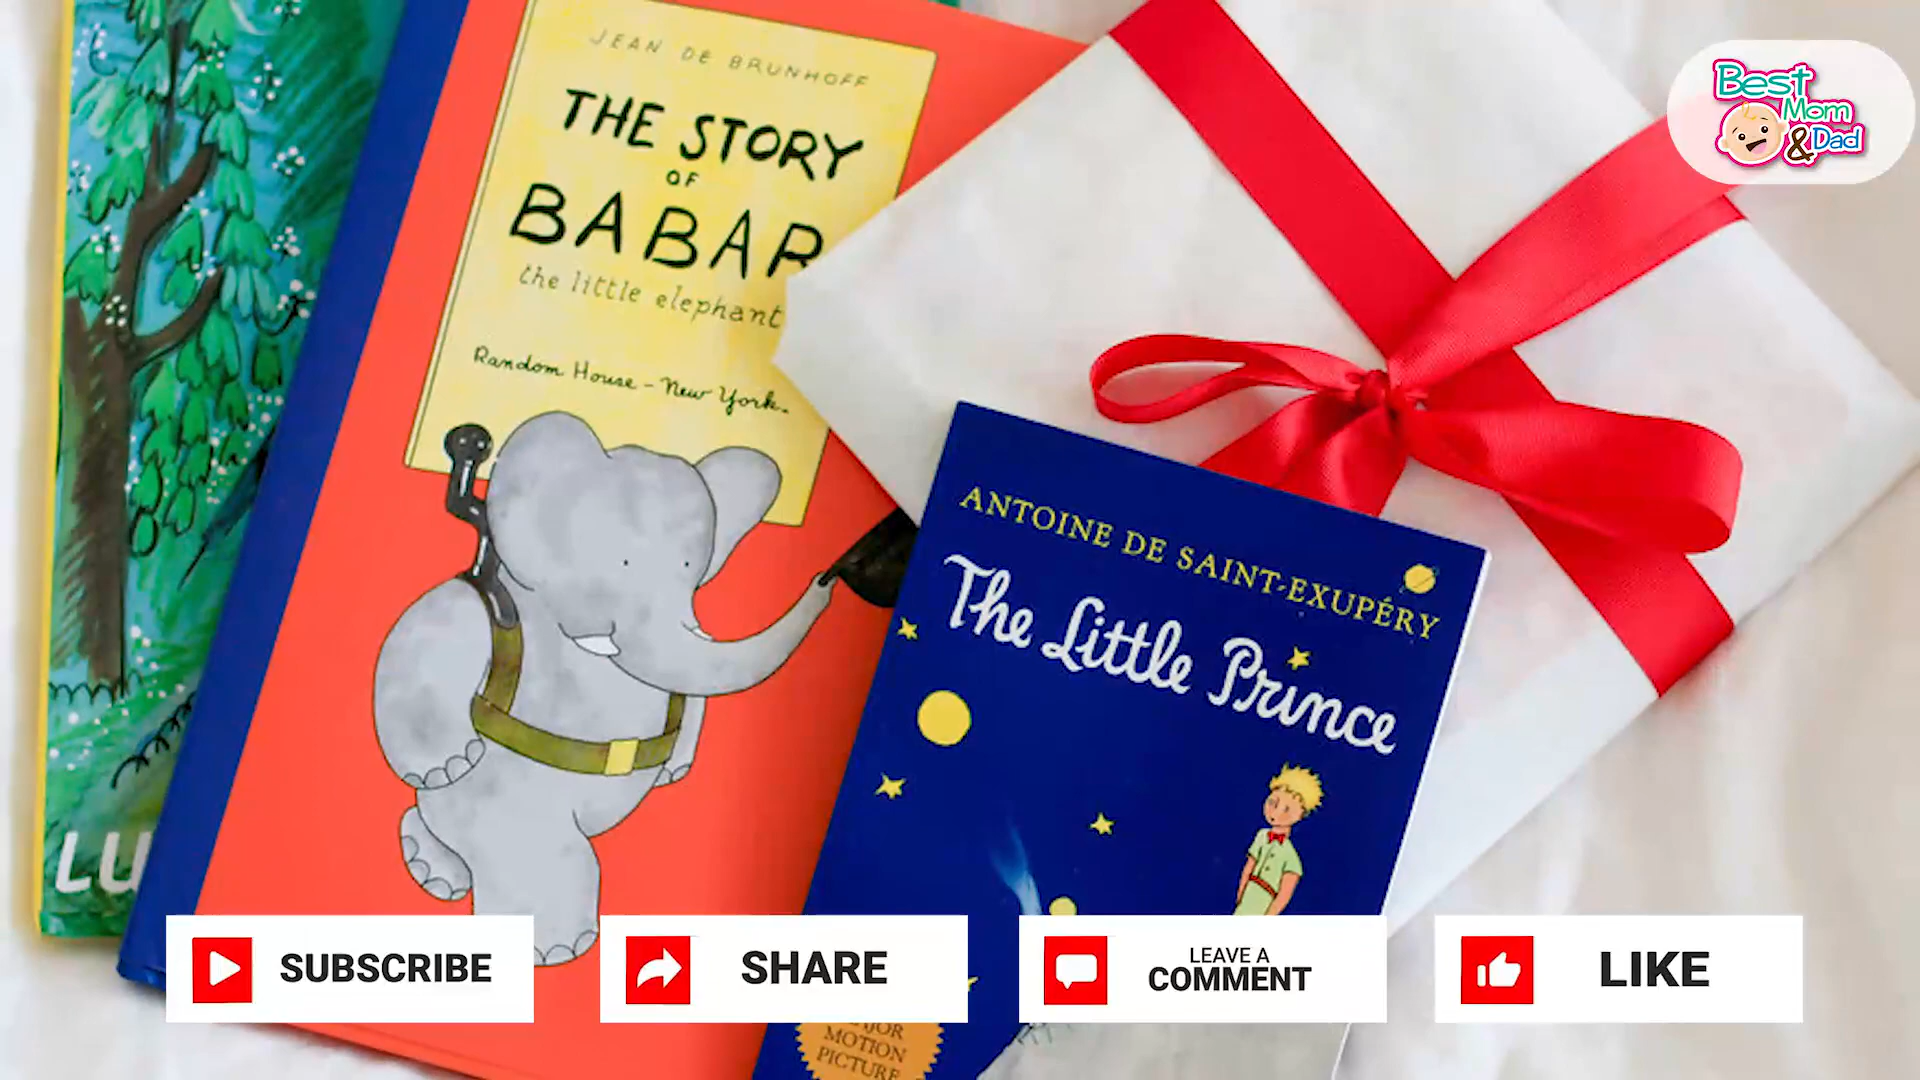 JEAN DE BRUNHOFF
THE STORY
OF
BABAR
the little elephant
Random House - New York.
ANTOINE DE SAINT-EXUPÉRY
The Little Prince
MOTION
PICTURE
LU
Best
Mom
& Dad
SUBSCRIBE
SHARE
LEAVE A
COMMENT
LIKE